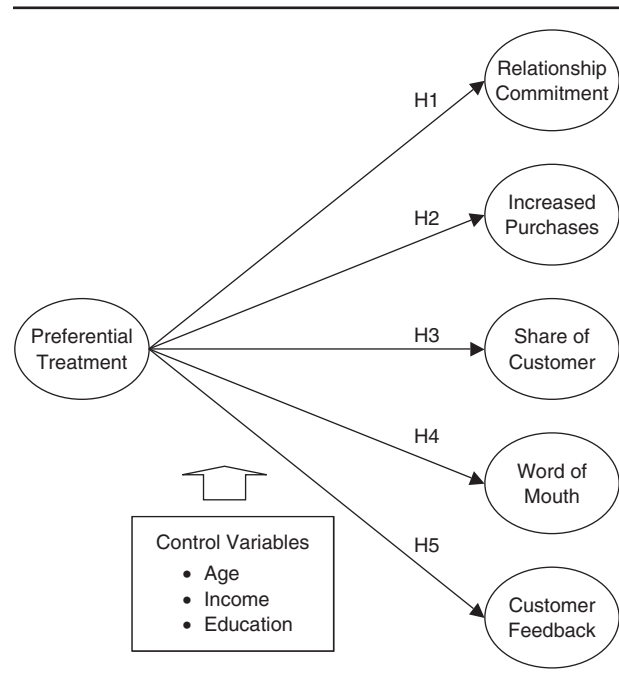 Relationship
Commitment
H1
Increased
Purchases
H2
Preferential
Treatment
H3
Share of
Customer
H4
Word of
Mouth
Control Variables
• Age
• Income
• Education
H5
Customer
Feedback